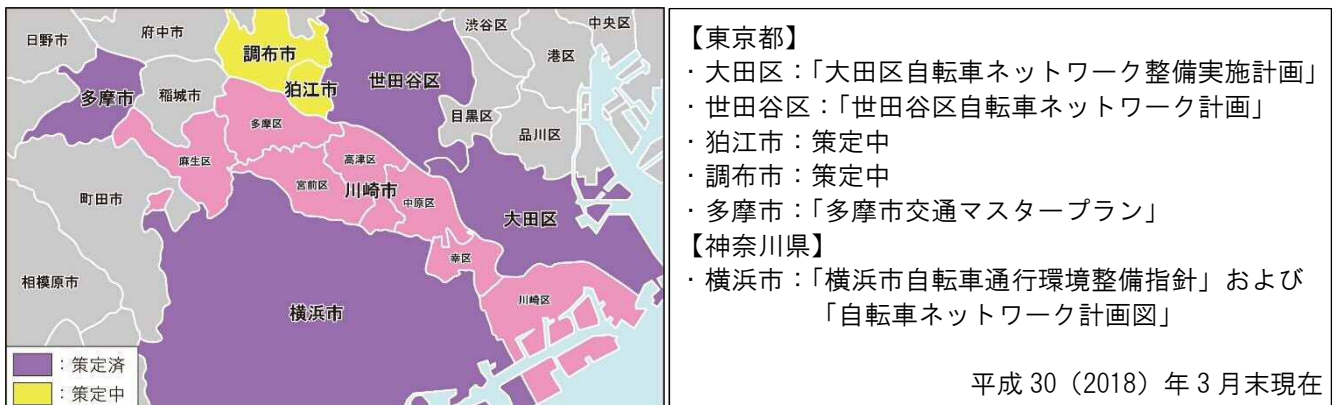 日野市
府中市
調布市
渋谷区
中央区
港区
狛江市
世田谷区
多摩市
稲城市
目黒区
品川区
多摩区
麻生区
高津区
宮前区
川崎市
中原区
町田市
大田区
幸区
相模原市
川崎区
横浜市
：策定済
：策定中
【東京都】
・大田区：「大田区自転車ネットワーク整備実施計画」
・世田谷区：「世田谷区自転車ネットワーク計画」
・狛江市：策定中
・調布市：策定中
・多摩市：「多摩市交通マスタープラン」
【神奈川県】
・横浜市：「横浜市自転車通行環境整備指針」および
「自転車ネットワーク計画図」
平成 30（2018）年 3 月末現在